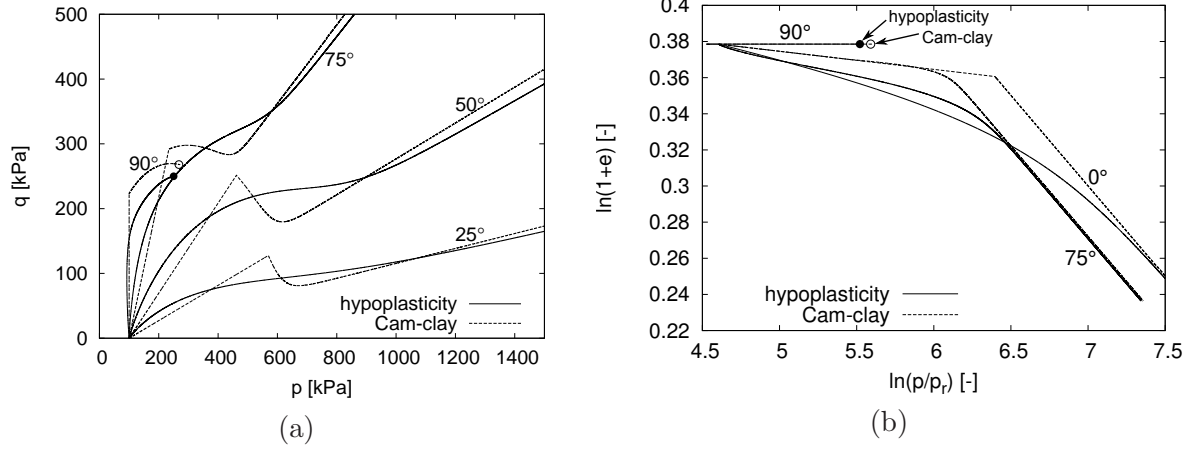 500
400
300
200
100
0
q [kPa]
0 200 400 600 800 1000 1200 1400
p [kPa]
90°
75°
50°
25°
hypoplasticity
Cam-clay
(a)
0.4
0.38
0.36
0.34
0.32
0.3
0.28
0.26
0.24
0.22
ln(1+e) [-]
4.5 5 5.5 6 6.5 7 7.5
ln(p/pr) [-]
90°
hypoplasticity
Cam-clay
0°
75°
hypoplasticity
Cam-clay
(b)